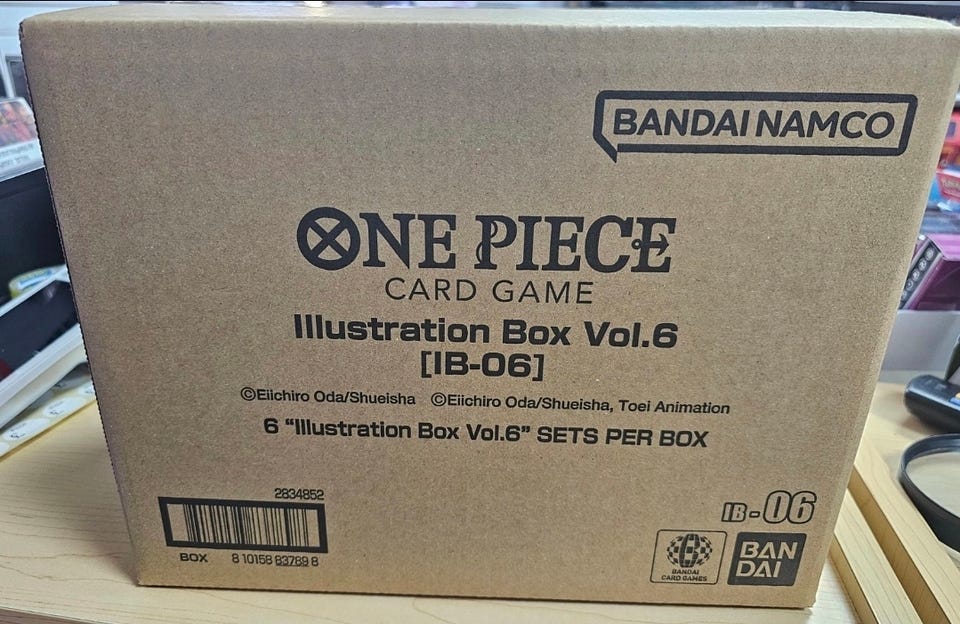 BANDAI NAMCO
ONE PIECE
CARD GAME
Illustration Box Vol.6
[IB-06]
©Eiichiro Oda/Shueisha ©Eiichiro Oda/Shueisha, Toei Animation
6 “Illustration Box Vol.6” SETS PER BOX
2834852
BOX 8 10158 83789 8
IB-06
BANDAI
CARD GAMES
BAN
DAI